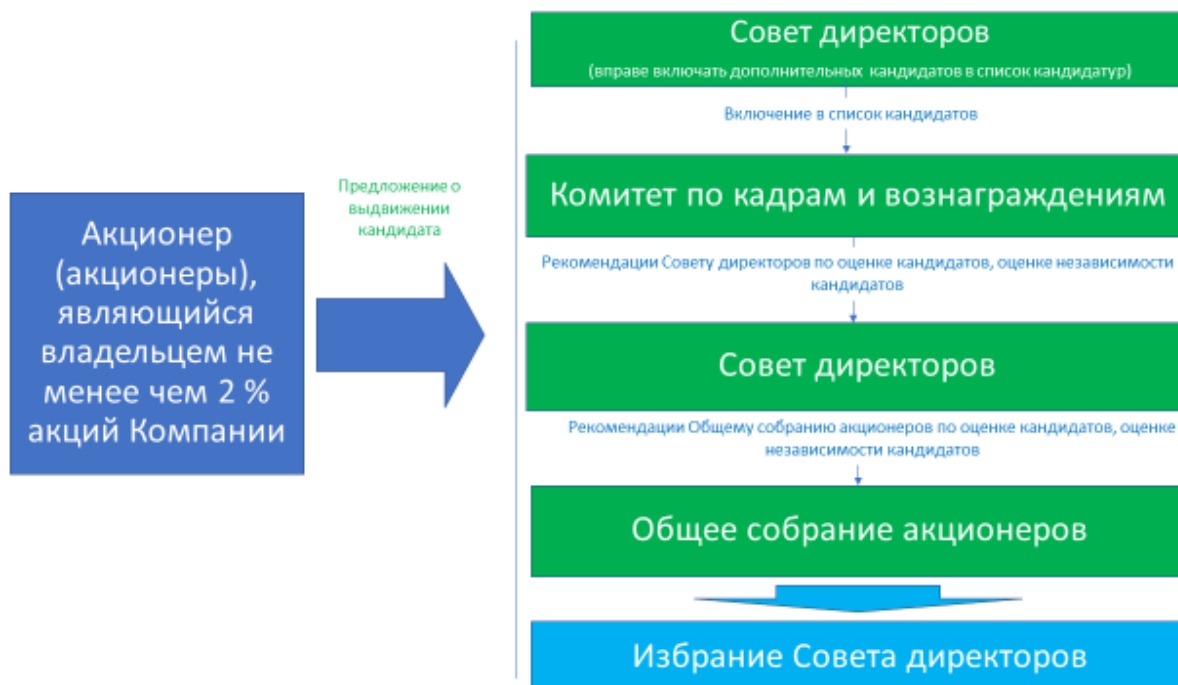 Совет директоров
(вправе включать дополнительных кандидатов в список кандидатур)
Включение в список кандидатов
Предложение о
выдвижении
кандидата
Комитет по кадрам и вознаграждениям
Акционер
(акционеры),
являющийся
владельцем не
менее чем 2 %
акций Компании
Рекомендации Совету директоров по оценке кандидатов, оценке независимости
кандидатов
Совет директоров
Рекомендации Общему собранию акционеров по оценке кандидатов, оценке
независимости кандидатов
Общее собрание акционеров
Избрание Совета директоров